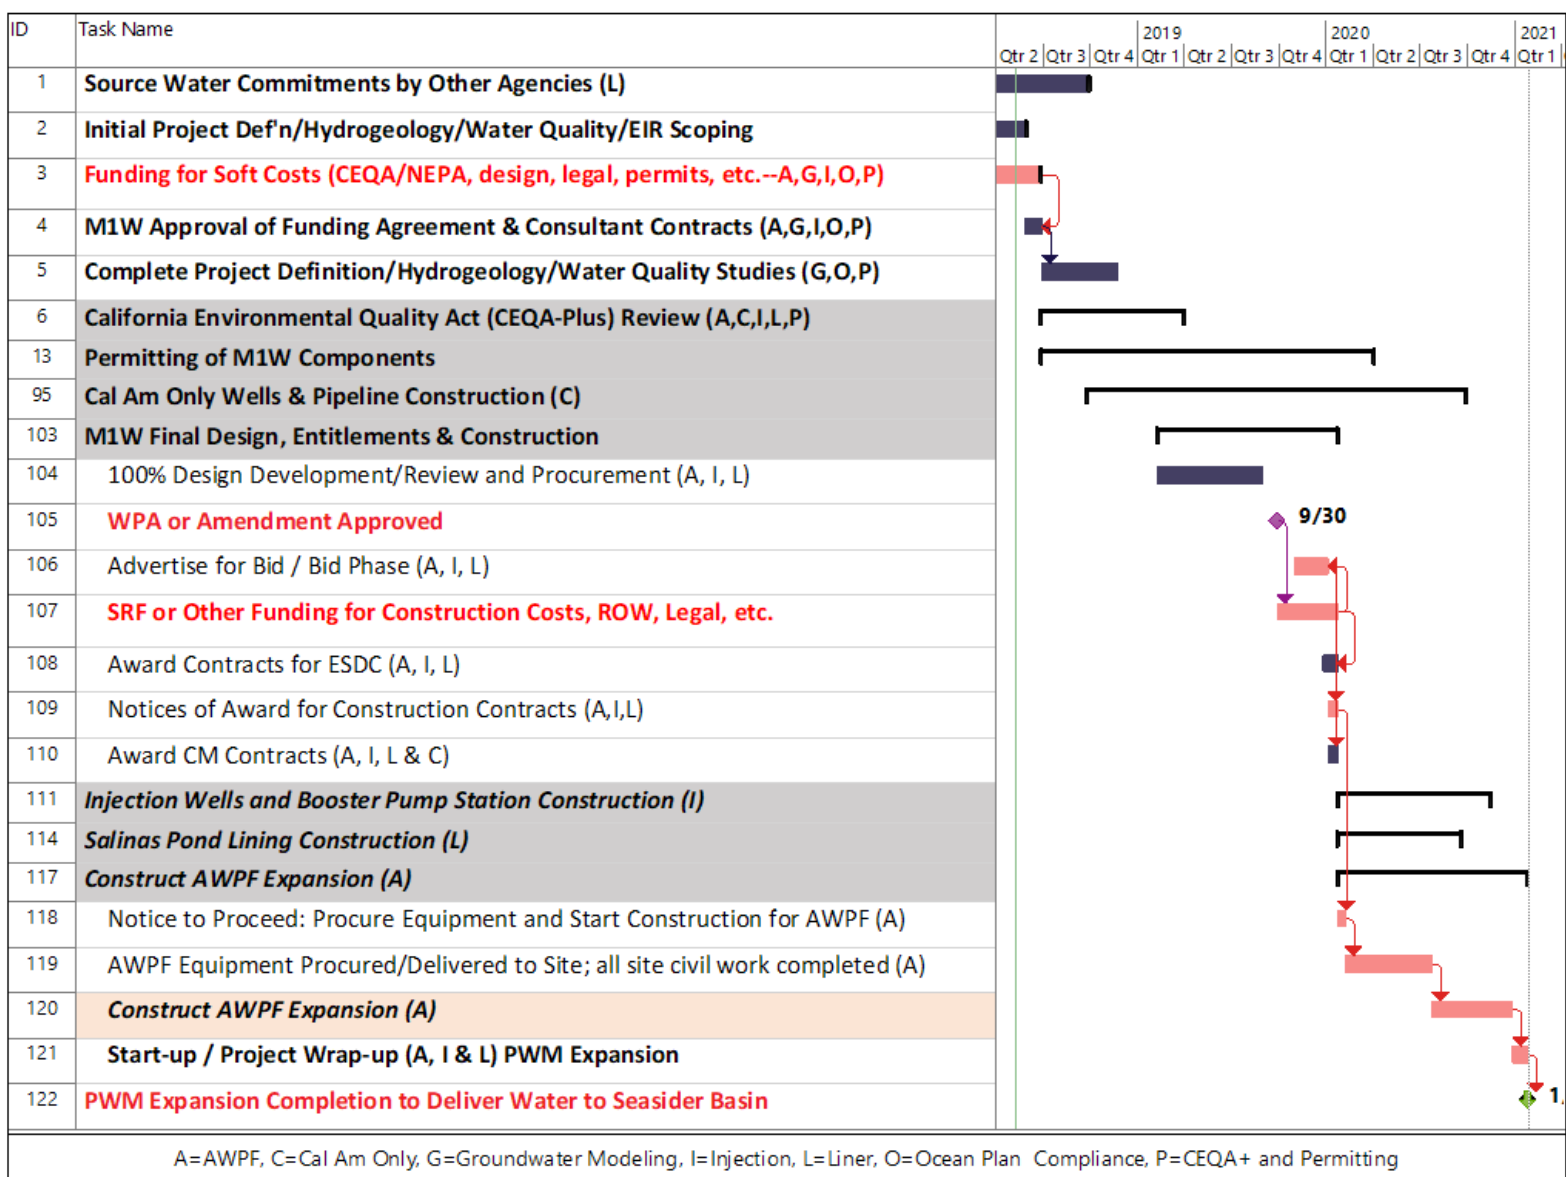 ID Task Name 2019 2020 2021
Qtr 2 Qtr 3 Qtr 4 Qtr 1 Qtr 2 Qtr 3 Qtr 4 Qtr 1 Qtr 2 Qtr 3 Qtr 4 Qtr 1
1 Source Water Commitments by Other Agencies (L)
2 Initial Project Def'n/Hydrogeology/Water Quality/EIR Scoping
3 Funding for Soft Costs (CEQA/NEPA, design, legal, permits, etc.--A,G,I,O,P)
4 M1W Approval of Funding Agreement & Consultant Contracts (A,G,I,O,P)
5 Complete Project Definition/Hydrogeology/Water Quality Studies (G,O,P)
6 California Environmental Quality Act (CEQA-Plus) Review (A,C,I,L,P)
13 Permitting of M1W Components
95 Cal Am Only Wells & Pipeline Construction (C)
103 M1W Final Design, Entitlements & Construction
104 100% Design Development/Review and Procurement (A, I, L)
105 WPA or Amendment Approved 9/30
106 Advertise for Bid / Bid Phase (A, I, L)
107 SRF or Other Funding for Construction Costs, ROW, Legal, etc.
108 Award Contracts for ESDC (A, I, L)
109 Notices of Award for Construction Contracts (A,I,L)
110 Award CM Contracts (A, I, L & C)
111 Injection Wells and Booster Pump Station Construction (I)
114 Salinas Pond Lining Construction (L)
117 Construct AWPF Expansion (A)
118 Notice to Proceed: Procure Equipment and Start Construction for AWPF (A)
119 AWPF Equipment Procured/Delivered to Site; all site civil work completed (A)
120 Construct AWPF Expansion (A)
121 Start-up / Project Wrap-up (A, I & L) PWM Expansion
122 PWM Expansion Completion to Deliver Water to Seasider Basin
A=AWPF, C=Cal Am Only, G=Groundwater Modeling, I=Injection, L=Liner, O=Ocean Plan Compliance, P=CEQA+ and Permitting